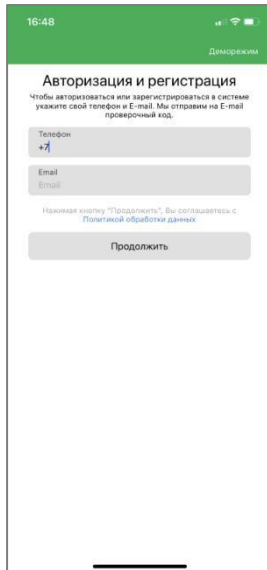 16:48
Деморежим
Авторизация и регистрация
Чтобы авторизоваться или зарегистрироваться в системе
укажите свой телефон и E-mail. Мы отправим на E-mail
проверочный код.
Телефон
+7
Email
Email
Нажимая кнопку "Продолжить", Вы соглашаетесь с
Политикой обработки данных
Продолжить